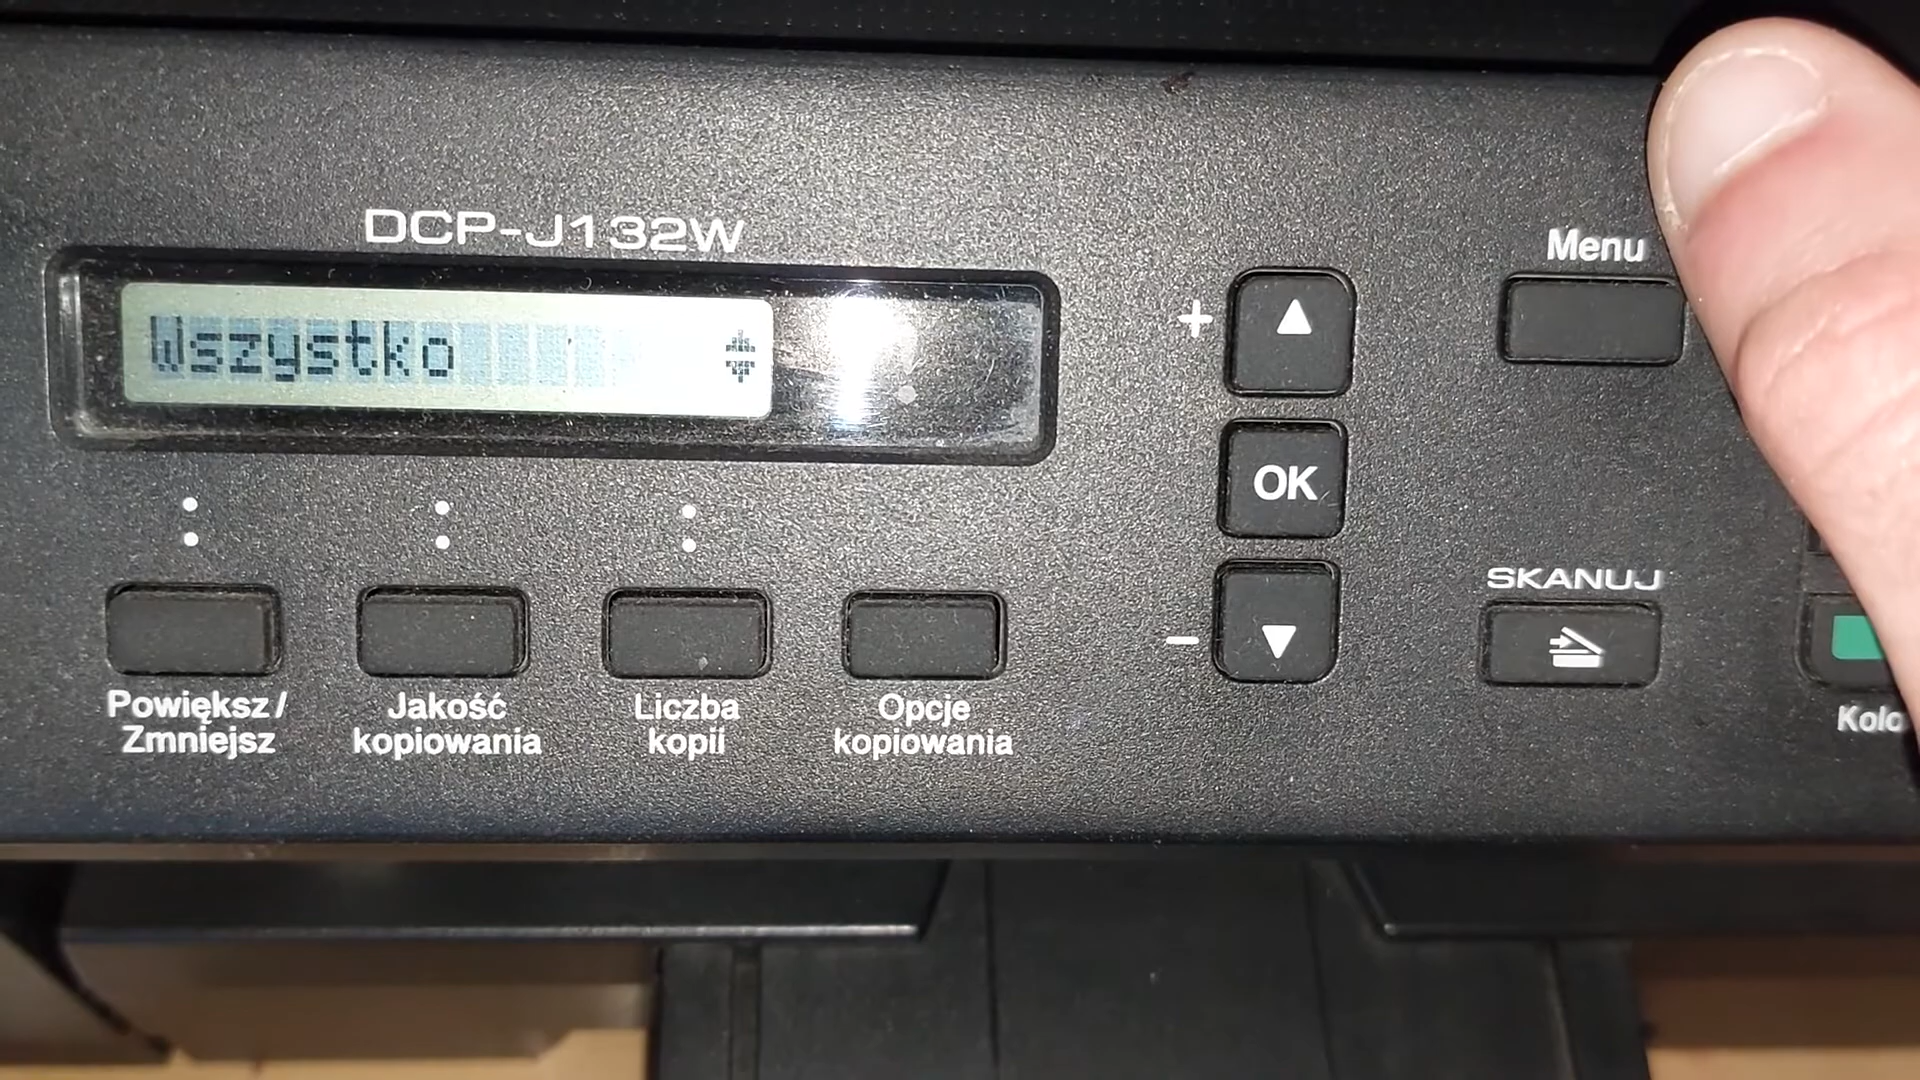 DCP-J132W
Wszystko
+
Menu
OK
SKANUJ
-
Powiększ/
Zmniejsz
Jakość
kopiowania
Liczba
kopii
Opcje
kopiowania